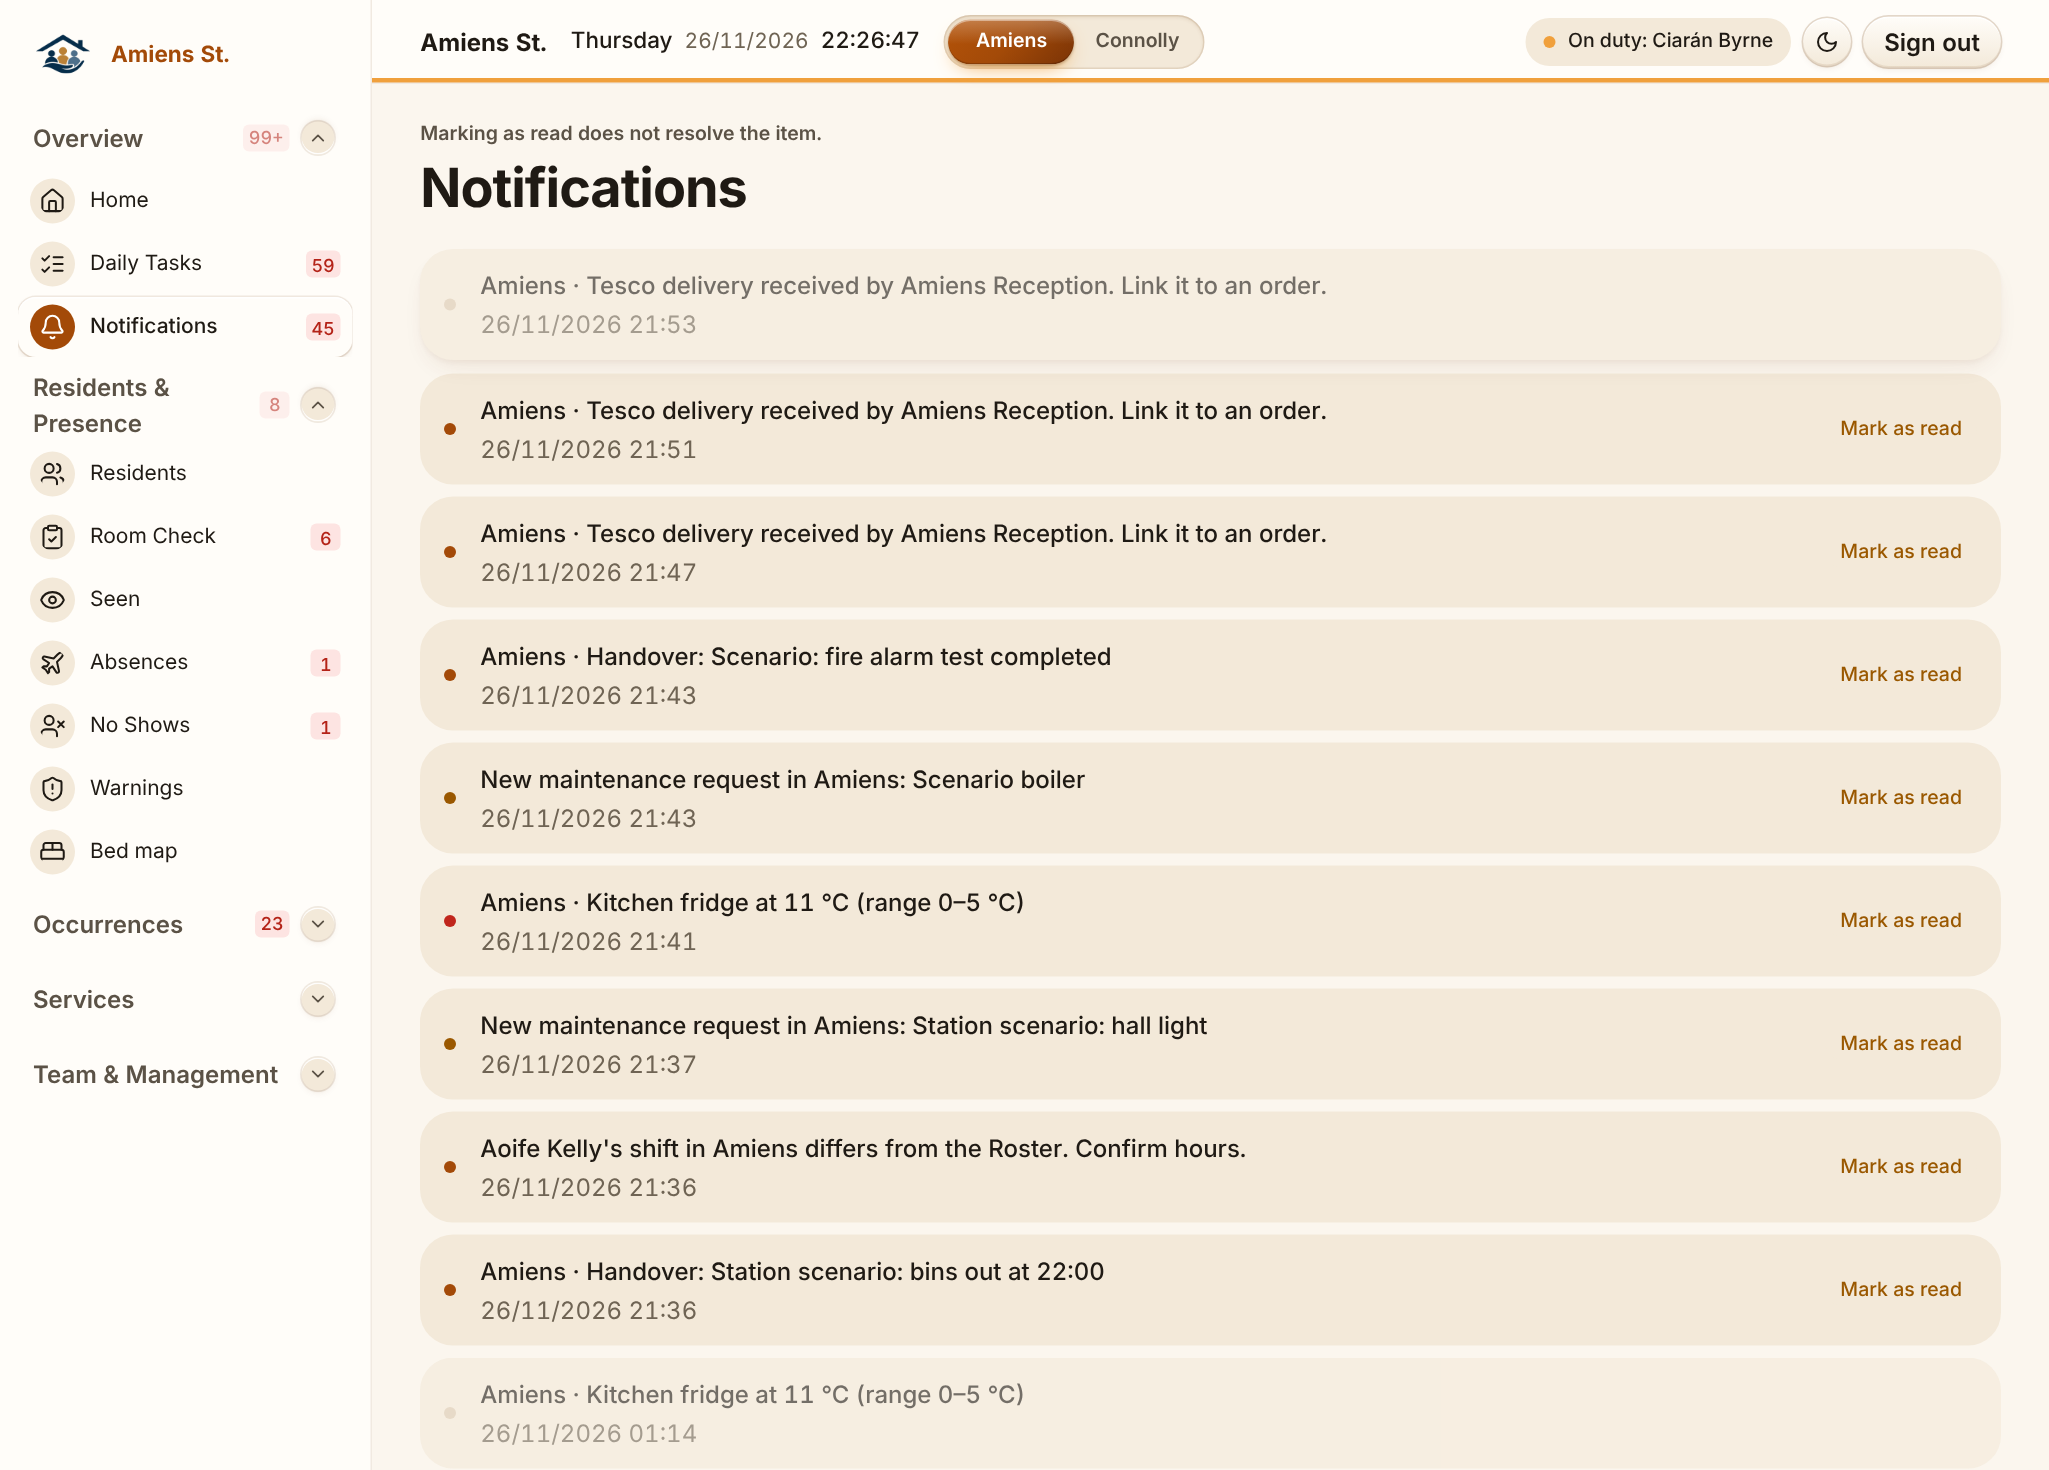 Amiens St.
Overview 99+
Home
Daily Tasks 59
Notifications 45
Residents &
Presence 8
Residents
Room Check 6
Seen
Absences 1
No Shows 1
Warnings
Bed map
Occurrences 23
Services
Team & Management
Amiens St. Thursday 26/11/2026 22:26:47 Amiens Connolly On duty: Ciarán Byrne Sign out
Marking as read does not resolve the item.
Notifications
Amiens · Tesco delivery received by Amiens Reception. Link it to an order.
26/11/2026 21:53
Amiens · Tesco delivery received by Amiens Reception. Link it to an order.
26/11/2026 21:51
Mark as read
Amiens · Tesco delivery received by Amiens Reception. Link it to an order.
26/11/2026 21:47
Mark as read
Amiens · Handover: Scenario: fire alarm test completed
26/11/2026 21:43
Mark as read
New maintenance request in Amiens: Scenario boiler
26/11/2026 21:43
Mark as read
Amiens · Kitchen fridge at 11 °C (range 0–5 °C)
26/11/2026 21:41
Mark as read
New maintenance request in Amiens: Station scenario: hall light
26/11/2026 21:37
Mark as read
Aoife Kelly's shift in Amiens differs from the Roster. Confirm hours.
26/11/2026 21:36
Mark as read
Amiens · Handover: Station scenario: bins out at 22:00
26/11/2026 21:36
Mark as read
Amiens · Kitchen fridge at 11 °C (range 0–5 °C)
26/11/2026 01:14